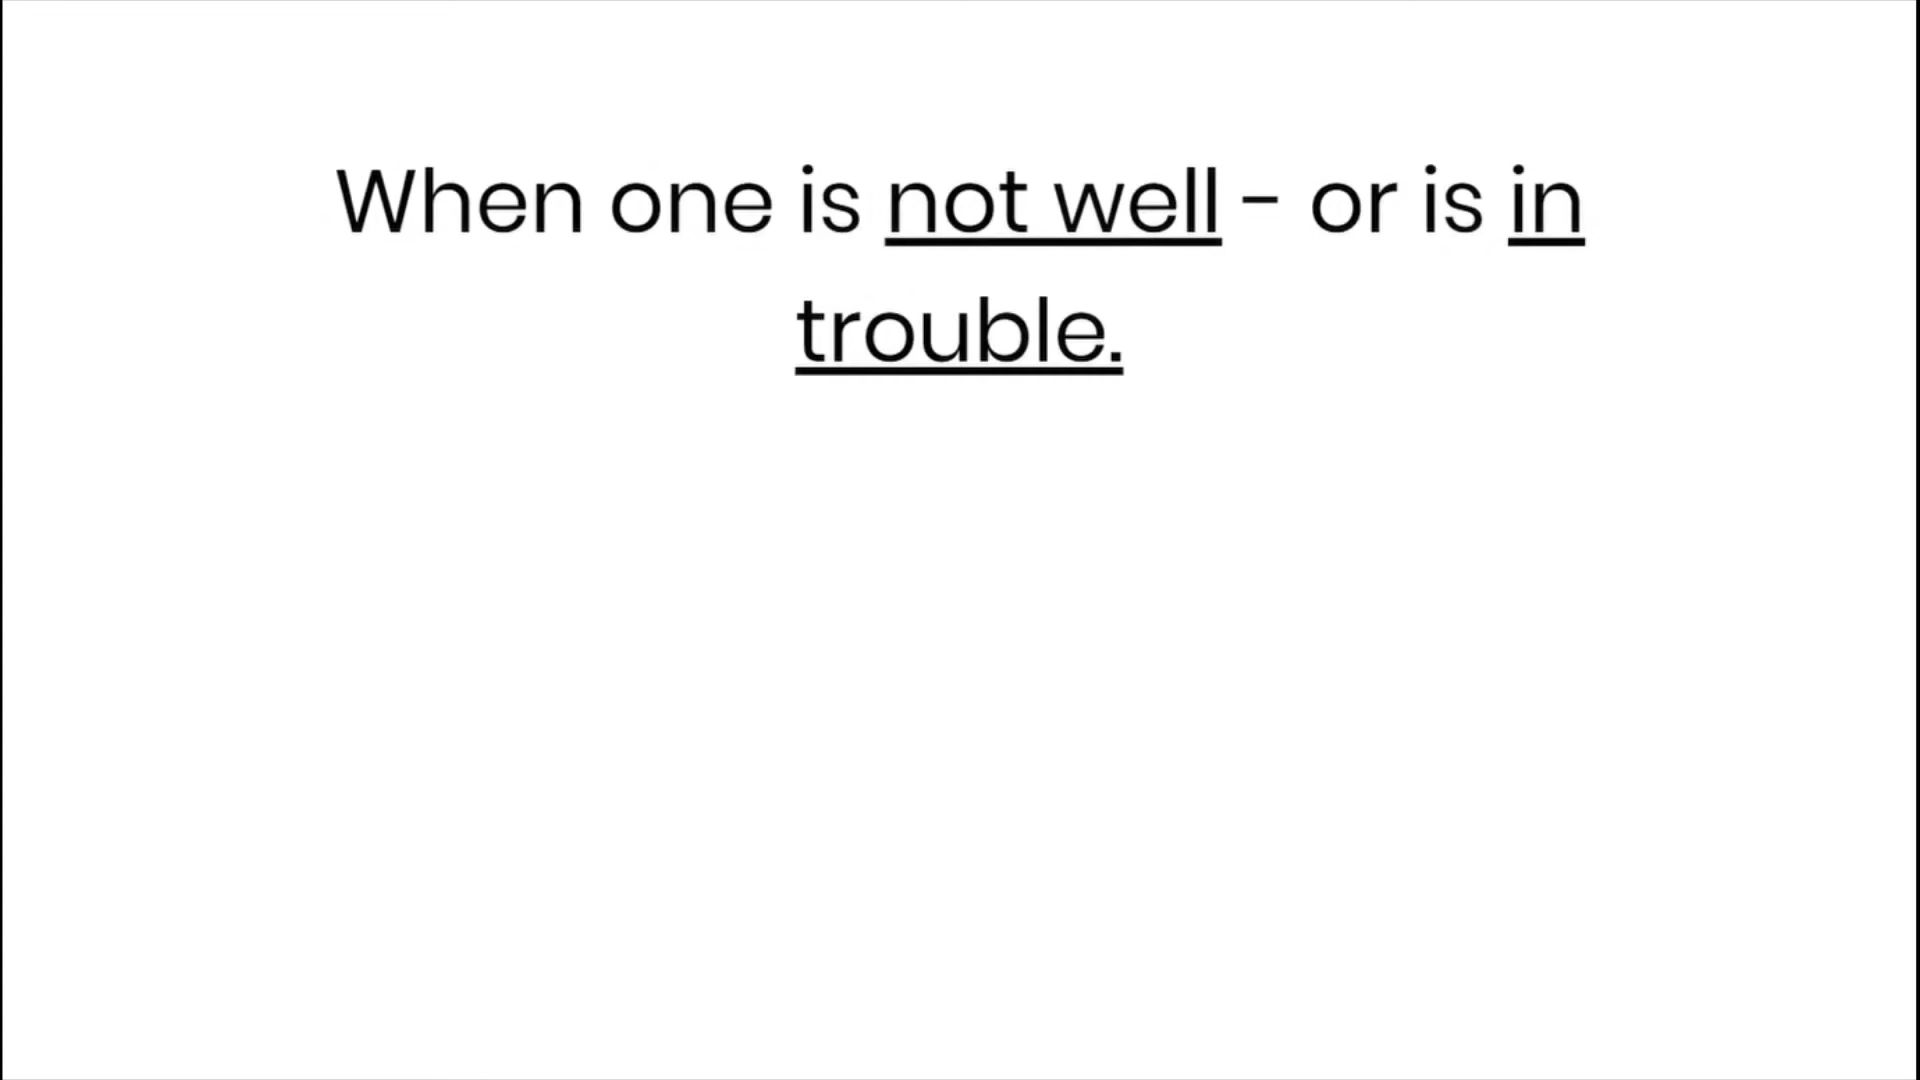 When one is not well - or is in
trouble.